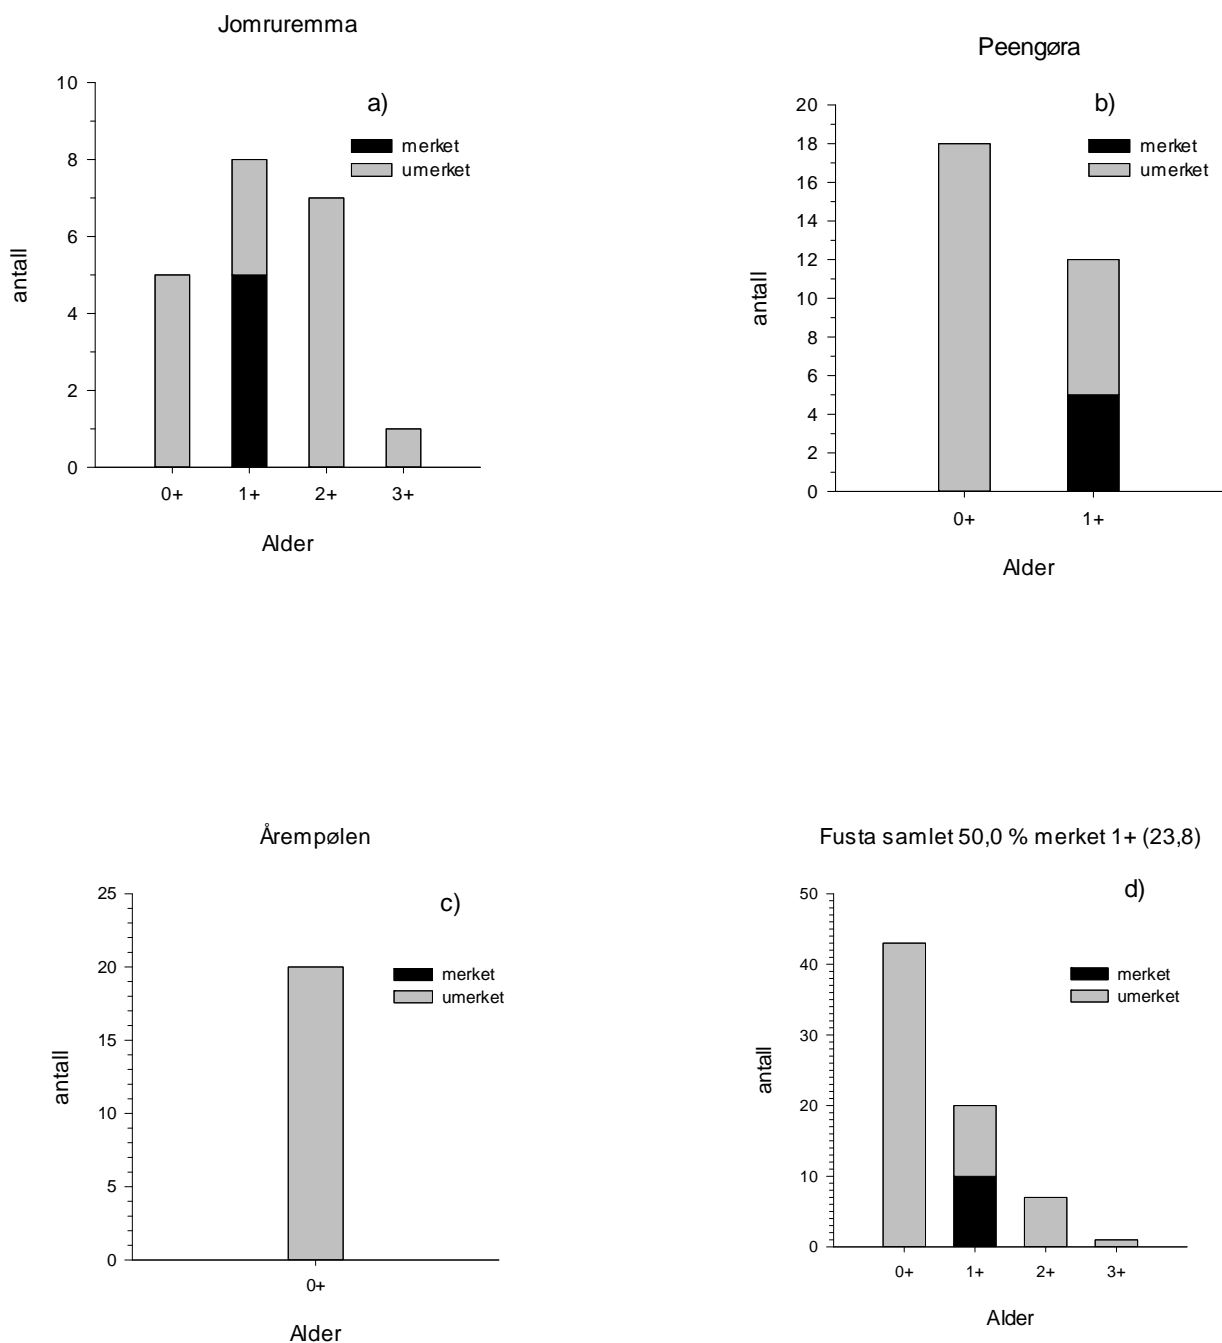 Jomruremma
a)
merket
umerket
10
8
6
4
2
0
antall
0+ 1+ 2+ 3+
Alder
Peengøra
b)
merket
umerket
20
18
16
14
12
10
8
6
4
2
0
antall
0+ 1+
Alder
Årempølen
c)
merket
umerket
25
20
15
10
5
0
antall
0+
Alder
Fusta samlet 50,0 % merket 1+ (23,8)
d)
merket
umerket
50
40
30
20
10
0
antall
0+ 1+ 2+ 3+
Alder